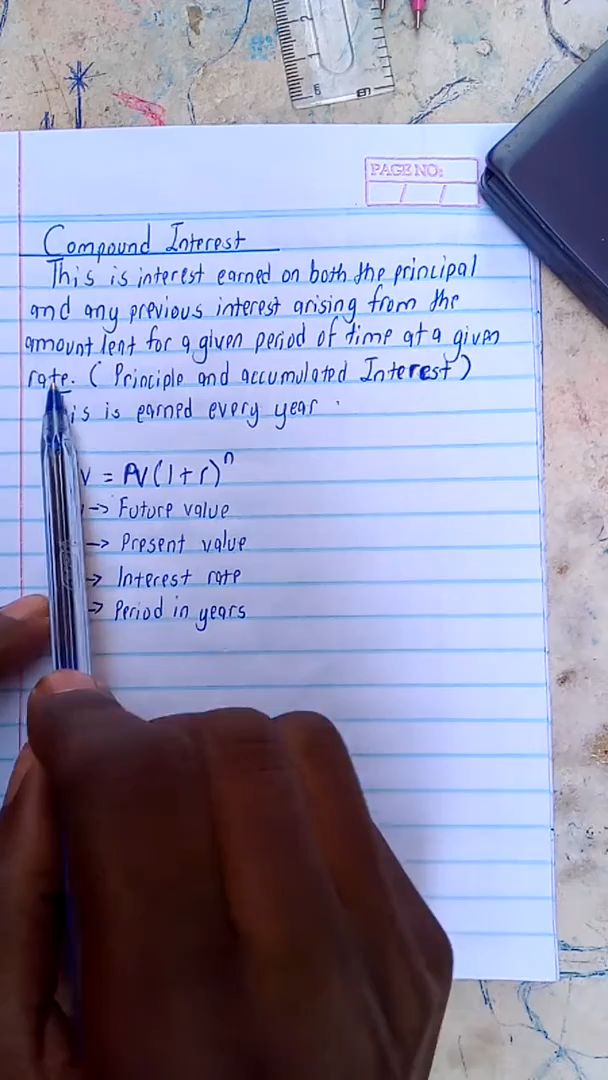 PAGE NO:
/ /
Compound Interest
This is interest earned on both the principal
and any previous interest arising from the
amount lent for a given period of time at a given
rate. ( Principle and accumulated Interest)
is is earned every year .
V = PV(1+r)^n
-> Future value
-> Present value
-> Interest rate
-> Period in years